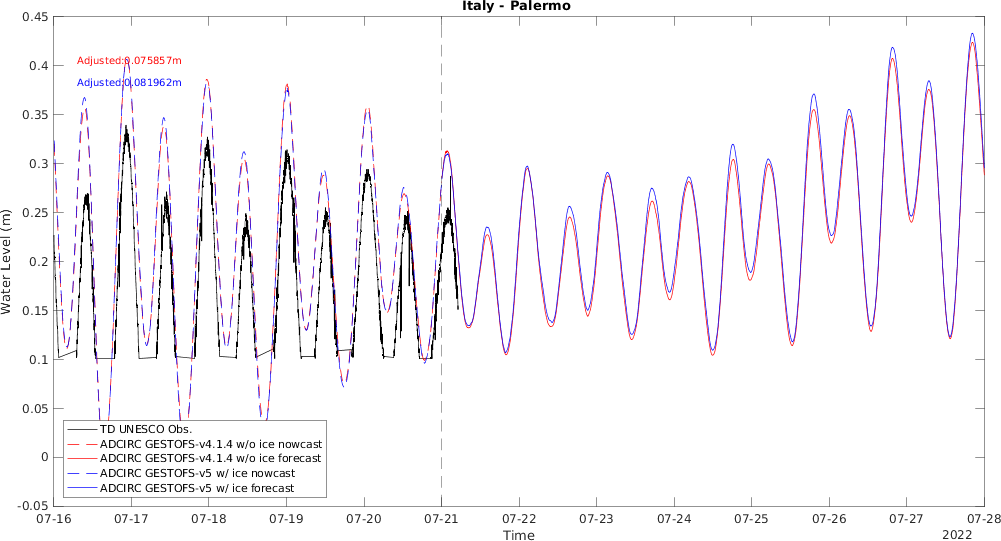 Italy - Palermo
Adjusted:0.075857m
Adjusted:0.081962m
Water Level (m)
0.45
0.4
0.35
0.3
0.25
0.2
0.15
0.1
0.05
0
-0.05
TD UNESCO Obs.
ADCIRC GESTOFS-v4.1.4 w/o ice nowcast
ADCIRC GESTOFS-v4.1.4 w/o ice forecast
ADCIRC GESTOFS-v5 w/ ice nowcast
ADCIRC GESTOFS-v5 w/ ice forecast
07-16 07-17 07-18 07-19 07-20 07-21 07-22 07-23 07-24 07-25 07-26 07-27 07-28
Time
2022